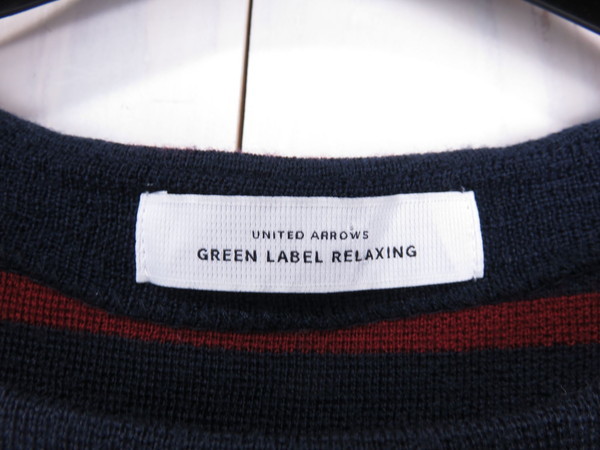 UNITED ARROWS
GREEN LABEL RELAXING